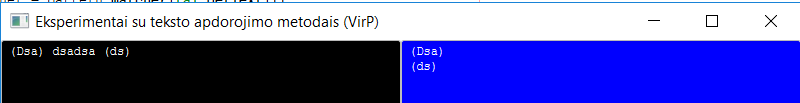 Eksperimentai su teksto apdorojimo metodais (VirP)
(Dsa) dsadsa (ds)
(Dsa)
(ds)